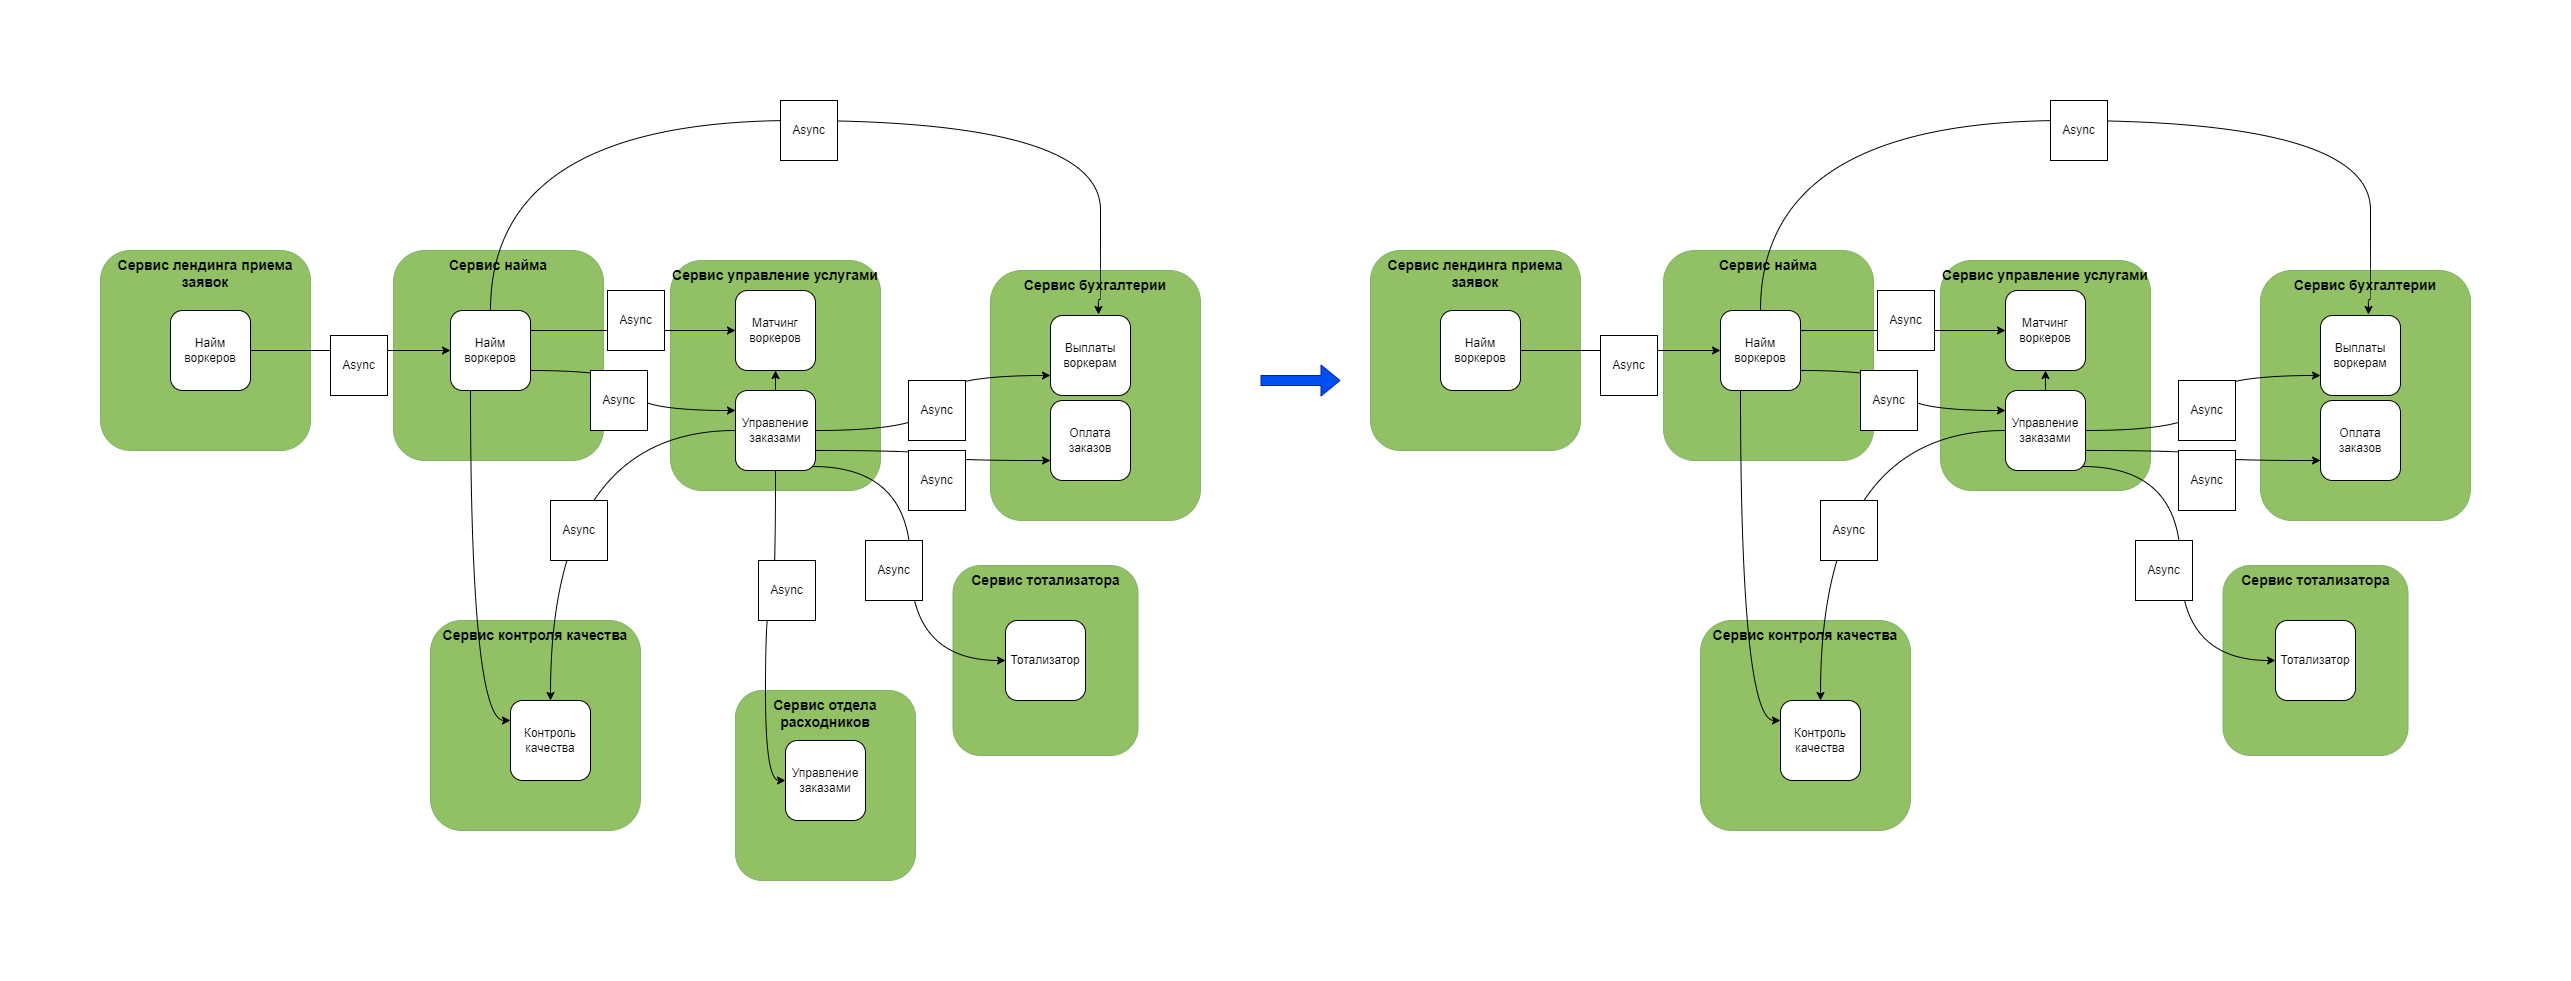 Async
Сервис лендинга приема
заявок
Найм
воркеров
Async
Сервис найма
Найм
воркеров
Async
Async
Сервис управление услугами
Матчинг
воркеров
Управление
заказами
Async
Async
Сервис бухгалтерии
Выплаты
воркерам
Оплата
заказов
Async
Async
Async
Сервис тотализатора
Тотализатор
Сервис контроля качества
Контроль
качества
Сервис отдела
расходников
Управление
заказами
Async
Сервис лендинга приема
заявок
Найм
воркеров
Async
Сервис найма
Найм
воркеров
Async
Async
Сервис управление услугами
Матчинг
воркеров
Управление
заказами
Async
Async
Сервис бухгалтерии
Выплаты
воркерам
Оплата
заказов
Async
Async
Сервис тотализатора
Тотализатор
Сервис контроля качества
Контроль
качества